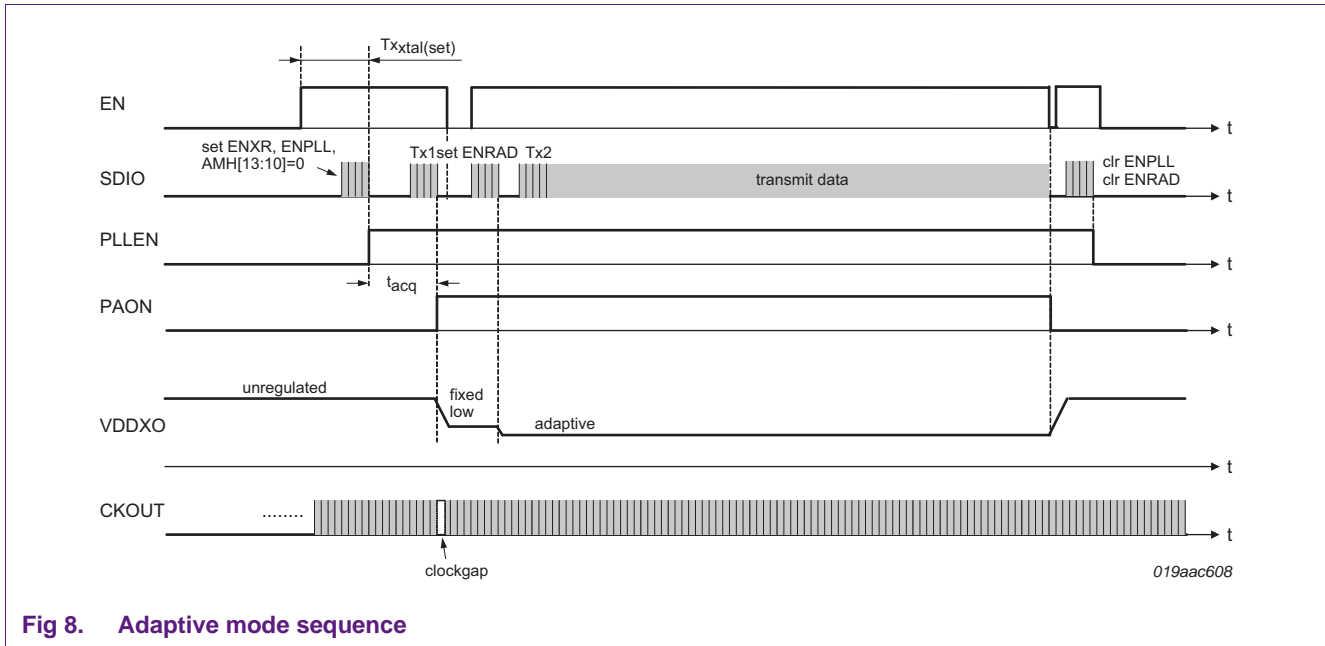 Txxtal(set)
EN
t
set ENXR, ENPLL,
AMH[13:10]=0
Tx1set ENRAD Tx2
SDIO
transmit data
clr ENPLL
clr ENRAD
t
PLLEN
t
tacq
PAON
t
unregulated
fixed
low
VDDXO
adaptive
t
CKOUT
........
t
clockgap
019aac608
Fig 8. Adaptive mode sequence